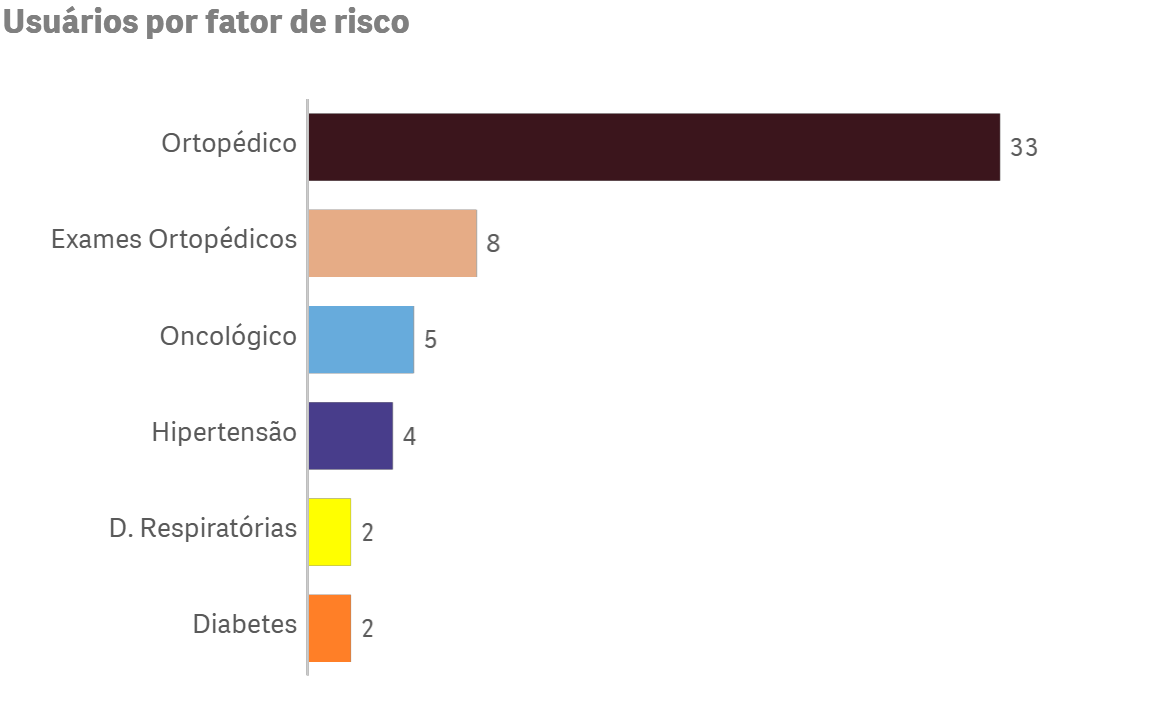 Usuários por fator de risco
Ortopédico 33
Exames Ortopédicos 8
Oncológico 5
Hipertensão 4
D. Respiratórias 2
Diabetes 2